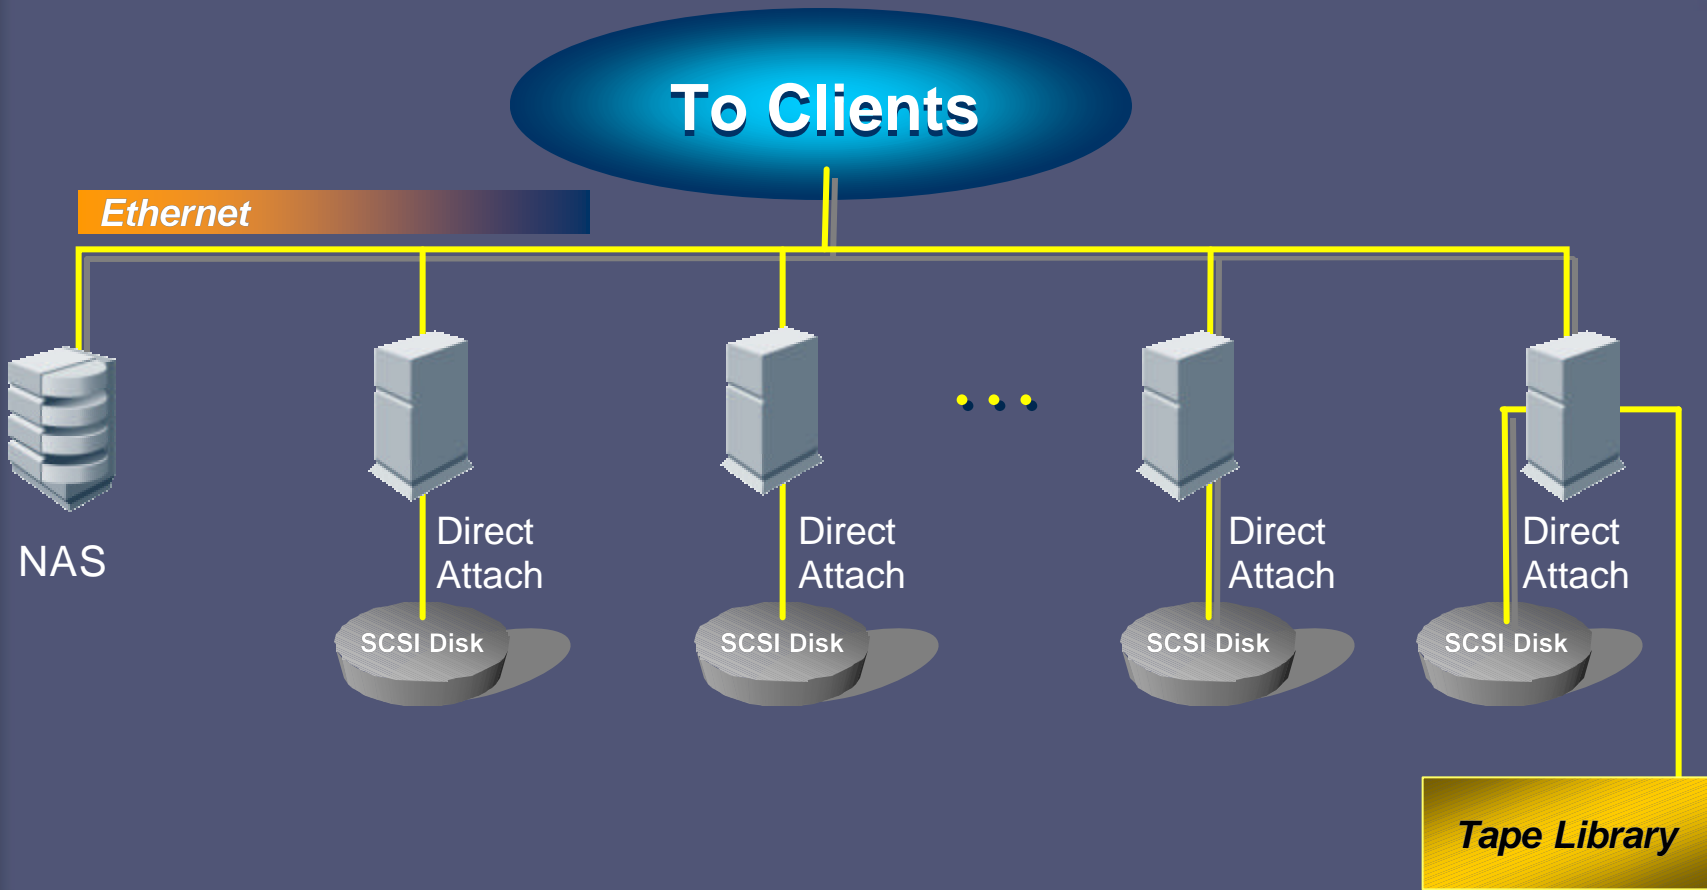 To Clients
Ethernet
NAS
Direct
Attach
SCSI Disk
Direct
Attach
SCSI Disk
Direct
Attach
SCSI Disk
Direct
Attach
SCSI Disk
Tape Library